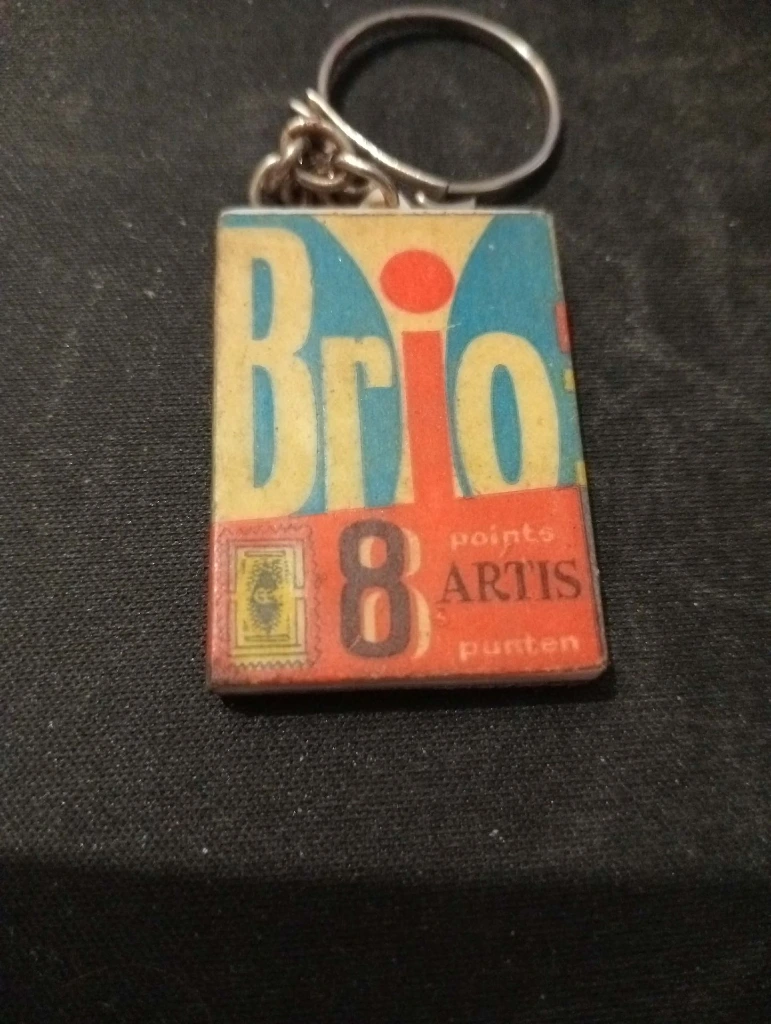 Brio
8
points
ARTIS
punten